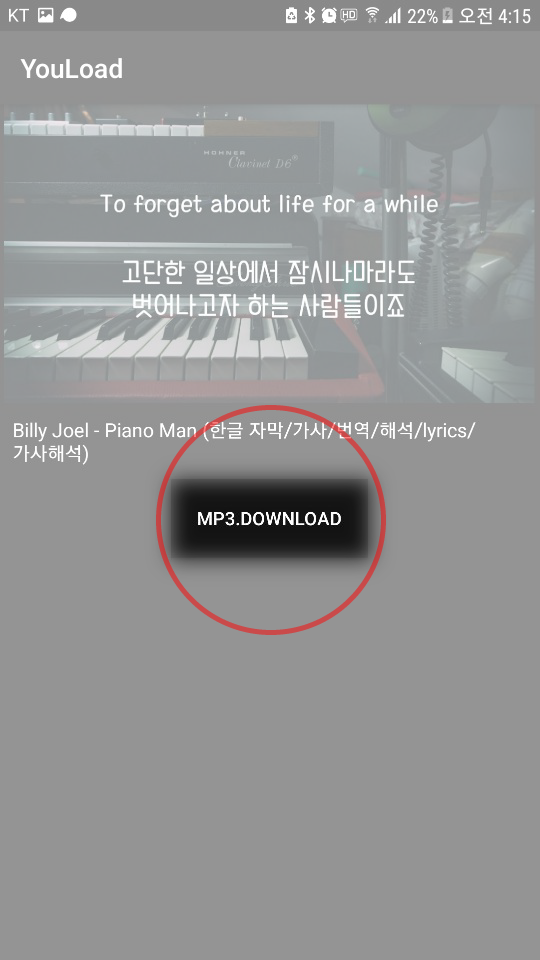 KT
HD
22%
오전 4:15
YouLoad
HOHNER
Clavinet D6®
To forget about life for a while
고단한 일상에서 잠시나마라도
벗어나고자 하는 사람들이죠
Billy Joel - Piano Man (한글 자막/가사/번역/해석/lyrics/
가사해석)
MP3.DOWNLOAD